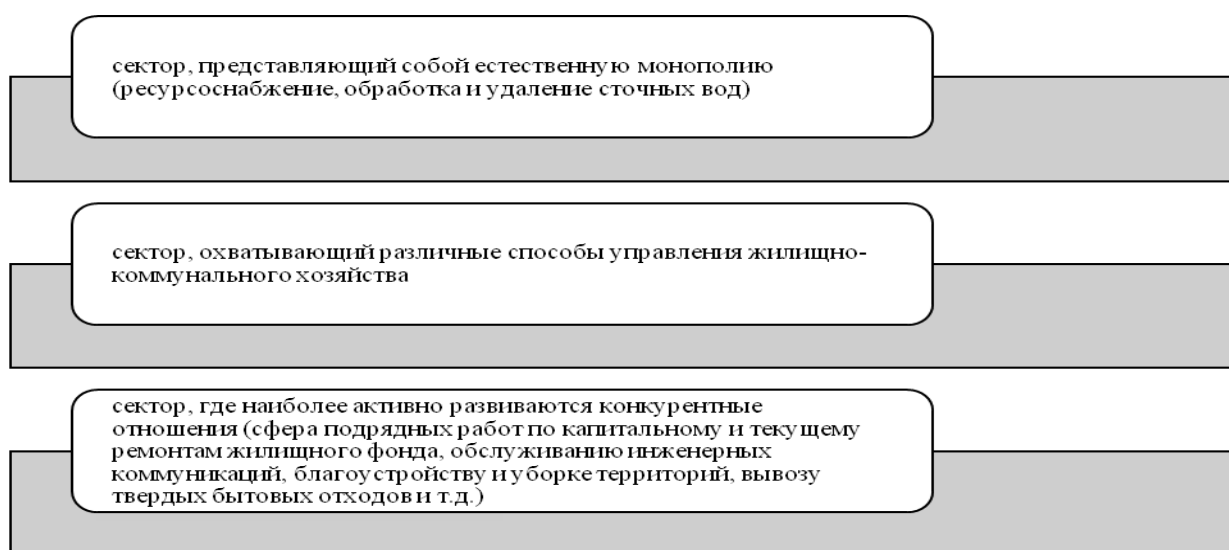 сектор, представляющий собой естественную монополию
(ресурсоснабжение, обработка и удаление сточных вод)
сектор, охватывающий различные способы управления жилищно-
коммунального хозяйства
сектор, где наиболее активно развиваются конкурентные
отношения (сфера подрядных работ по капитальному и текущему
ремонтам жилищного фонда, обслуживанию инженерных
коммуникаций, благоустройству и уборке территорий, вывозу
твердых бытовых отходов и т.д.)